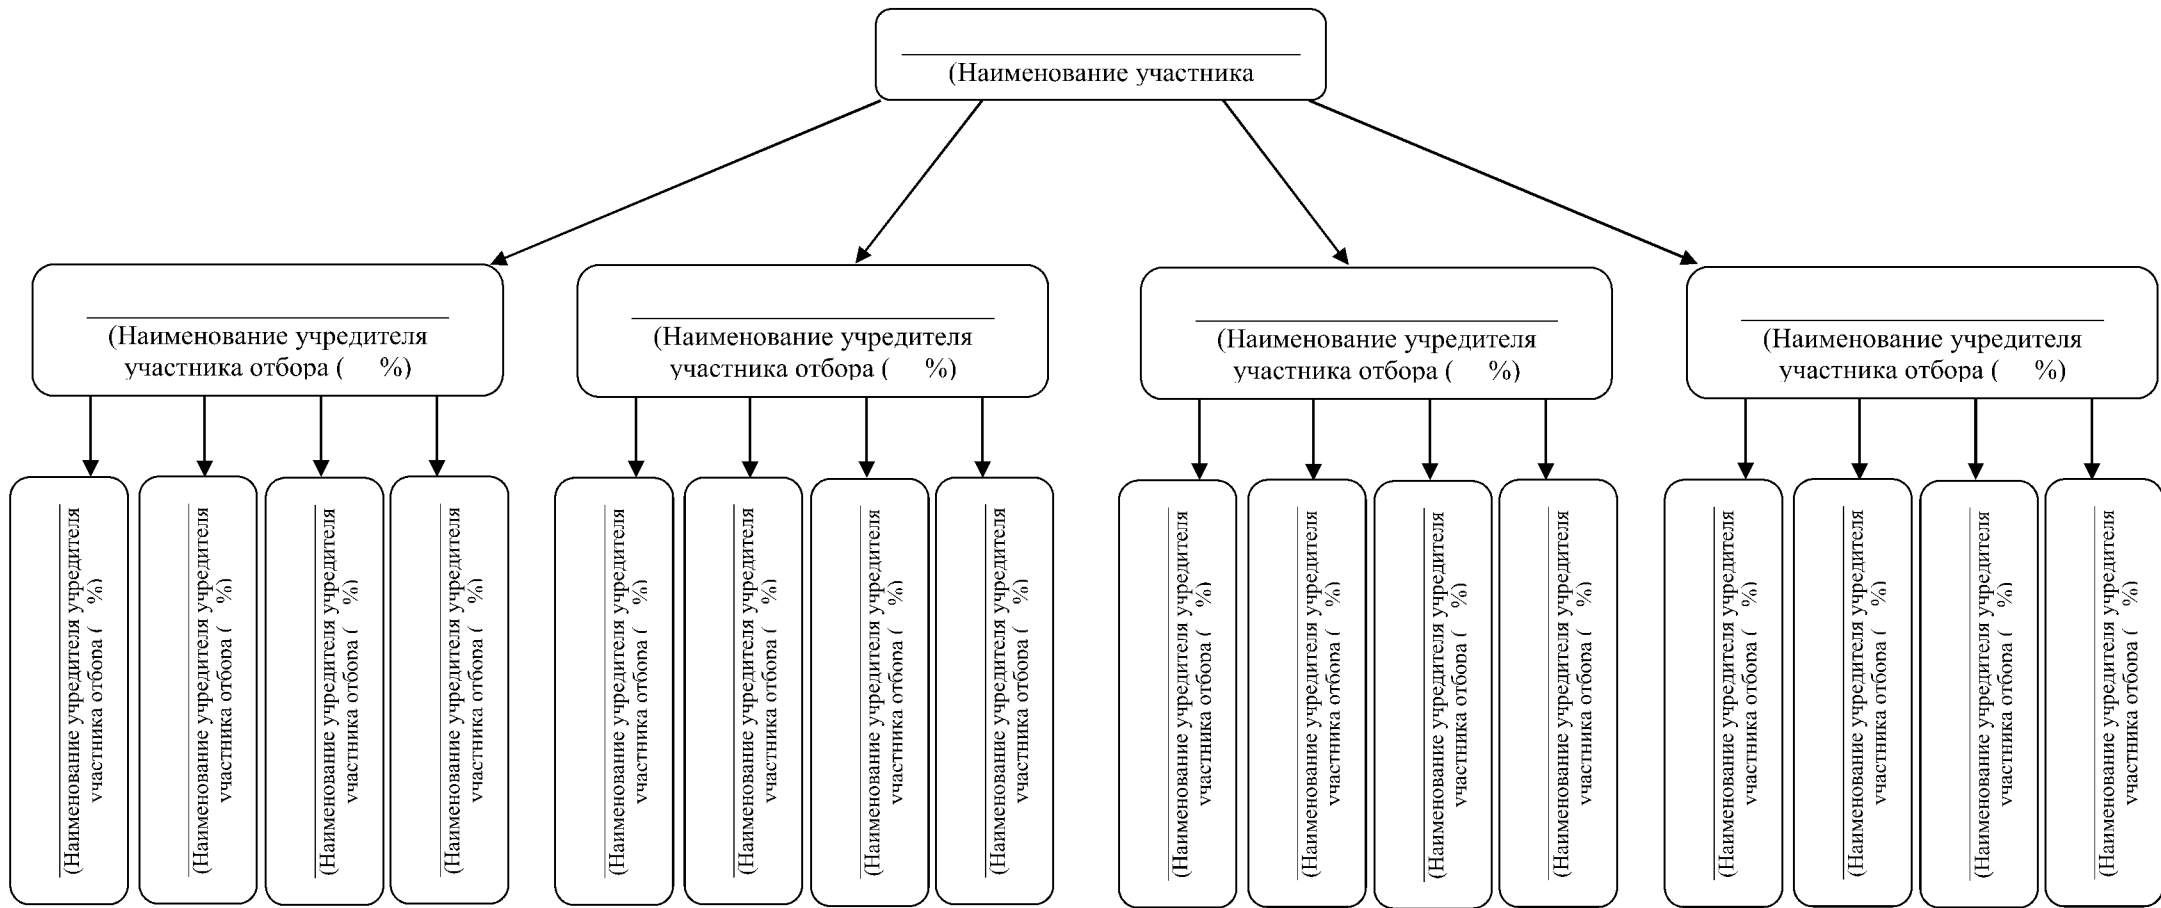 (Наименование участника
(Наименование учредителя
участника отбора ( %)
(Наименование учредителя
участника отбора ( %)
(Наименование учредителя
участника отбора ( %)
(Наименование учредителя
участника отбора ( %)
(Наименование учредителя учредителя
участника отбора ( %)
(Наименование учредителя учредителя
участника отбора ( %)
(Наименование учредителя учредителя
участника отбора ( %)
(Наименование учредителя учредителя
участника отбора ( %)
(Наименование учредителя учредителя
участника отбора ( %)
(Наименование учредителя учредителя
участника отбора ( %)
(Наименование учредителя учредителя
участника отбора ( %)
(Наименование учредителя учредителя
участника отбора ( %)
(Наименование учредителя учредителя
участника отбора ( %)
(Наименование учредителя учредителя
участника отбора ( %)
(Наименование учредителя учредителя
участника отбора ( %)
(Наименование учредителя учредителя
участника отбора ( %)
(Наименование учредителя учредителя
участника отбора ( %)
(Наименование учредителя учредителя
участника отбора ( %)
(Наименование учредителя учредителя
участника отбора ( %)
(Наименование учредителя учредителя
участника отбора ( %)